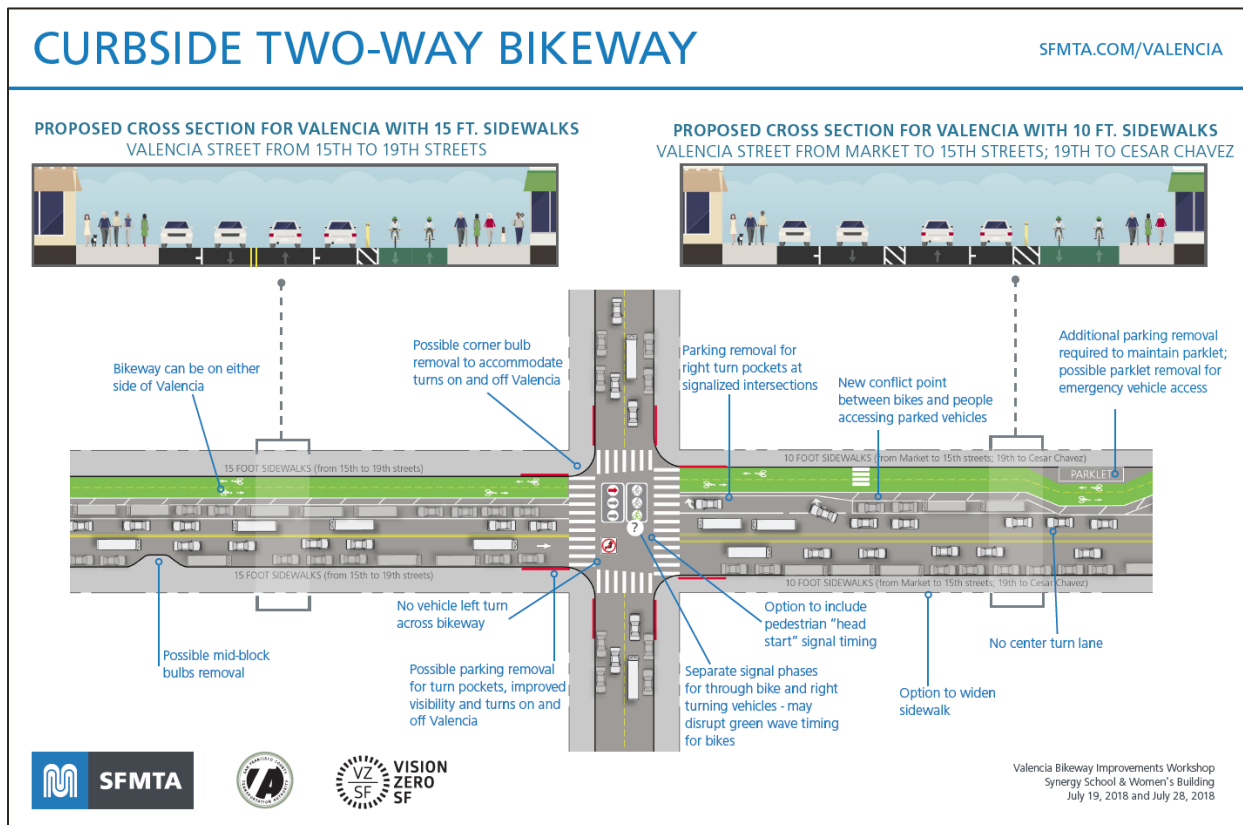 CURBSIDE TWO-WAY BIKEWAY
SFMTA.COM/VALENCIA
PROPOSED CROSS SECTION FOR VALENCIA WITH 15 FT. SIDEWALKS
VALENCIA STREET FROM 15TH TO 19TH STREETS
PROPOSED CROSS SECTION FOR VALENCIA WITH 10 FT. SIDEWALKS
VALENCIA STREET FROM MARKET TO 15TH STREETS; 19TH TO CESAR CHAVEZ
Bikeway can be on either
side of Valencia
Possible corner bulb
removal to accommodate
turns on and off Valencia
Parking removal for
right turn pockets at
signalized intersections
New conflict point
between bikes and people
accessing parked vehicles
Additional parking removal
required to maintain parklet;
possible parklet removal for
emergency vehicle access
15 FOOT SIDEWALKS (from 15th to 19th streets)
10 FOOT SIDEWALKS (from Market to 15th streets; 19th to Cesar Chavez)
PARKLET
?
15 FOOT SIDEWALKS (from 15th to 19th streets)
10 FOOT SIDEWALKS (from Market to 15th streets; 19th to Cesar Chavez)
Possible mid-block
bulbs removal
No vehicle left turn
across bikeway
Possible parking removal
for turn pockets, improved
visibility and turns on and
off Valencia
Option to include
pedestrian "head
start" signal timing
Separate signal phases
for through bike and right
turning vehicles - may
disrupt green wave timing
for bikes
No center turn lane
Option to widen
sidewalk
SFMTA
SAN FRANCISCO COUNTY
TRANSPORTATION AUTHORITY
VZ
SF
VISION
ZERO
SF
Valencia Bikeway Improvements Workshop
Synergy School & Women's Building
July 19, 2018 and July 28, 2018